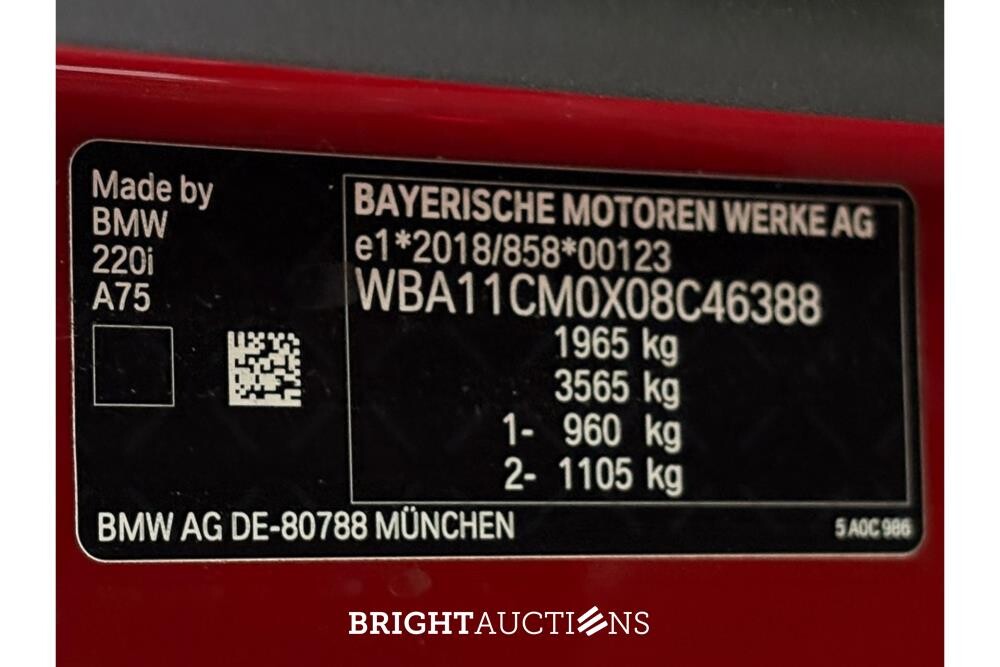 Made by
BMW
220i
A75
BAYERISCHE MOTOREN WERKE AG
e1*2018/858*00123
WBA11CM0X08C46388
1965 kg
3565 kg
1- 960 kg
2- 1105 kg
BMW AG DE-80788 MÜNCHEN
5 A0C 986
BRIGHTAUCTIONS